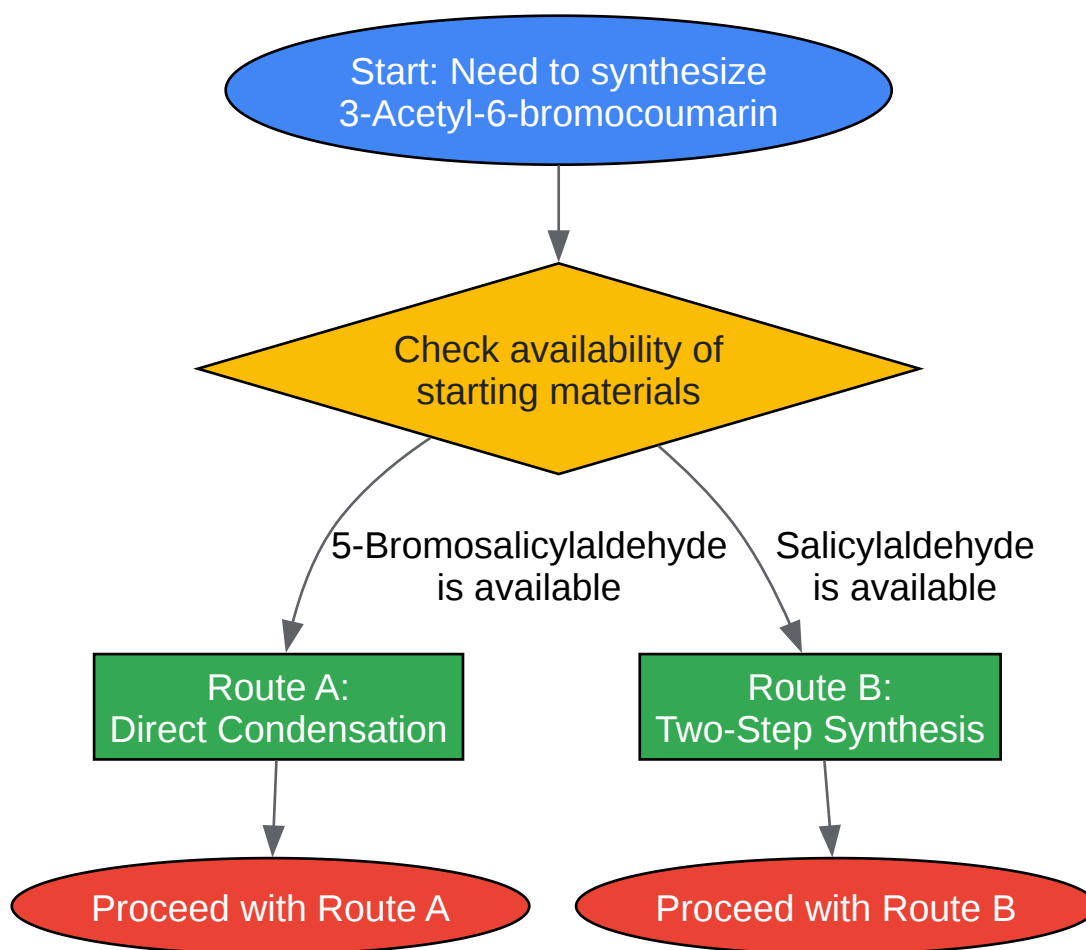 Start: Need to synthesize
3-Acetyl-6-bromocoumarin
Check availability of
starting materials
5-Bromosalicylaldehyde
is available
Salicylaldehyde
is available
Route A:
Direct Condensation
Route B:
Two-Step Synthesis
Proceed with Route A
Proceed with Route B